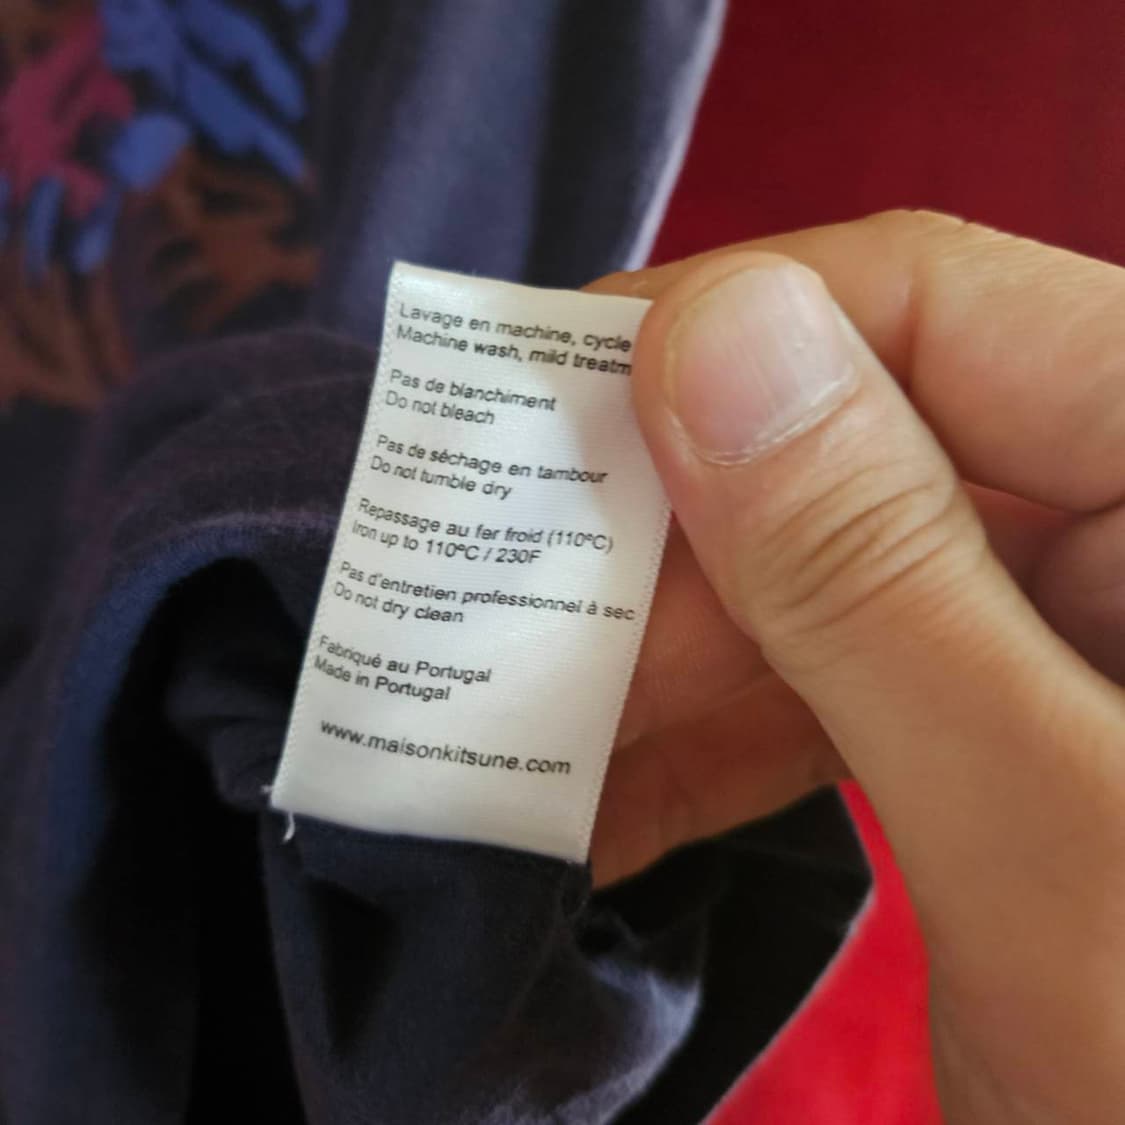 Lavage en machine, cycle
Machine wash, mild treatm
Pas de blanchiment
Do not bleach
Pas de séchage en tambour
Do not tumble dry
Repassage au fer froid (110ºC)
Iron up to 110ºC / 230F
Pas d'entretien professionnel à sec
Do not dry clean
Fabriqué au Portugal
Made in Portugal
www.maisonkitsune.com